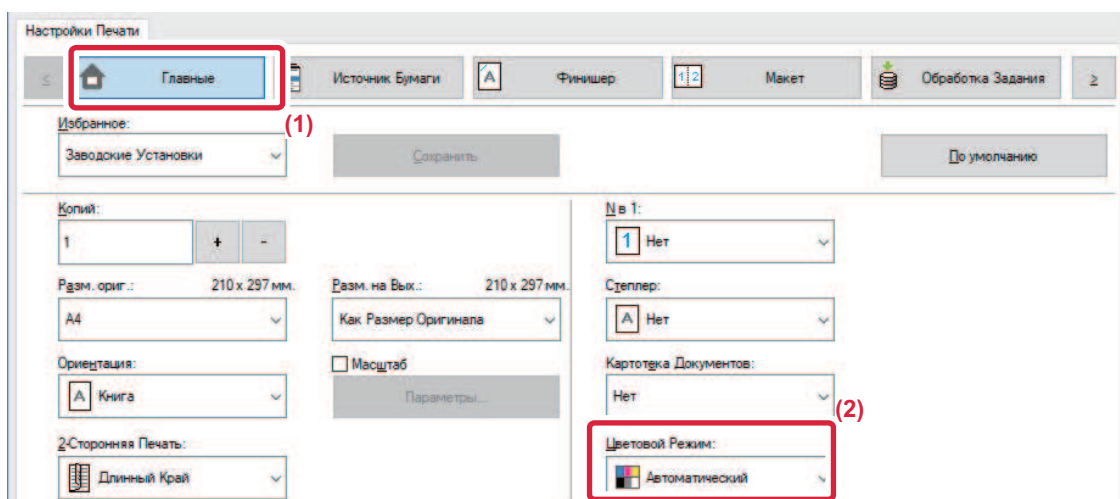 Настройки Печати
≤ Главные Источник Бумаги A Финишер 1 2 Макет Обработка Задания ≥
(1)
Избранное:
Заводские Установки Сохранить По умолчанию
Копий: N в 1:
1 + - 1 Нет
Разм. ориг.: 210 x 297 мм. Разм. на Вых.: 210 x 297 мм. Степлер:
A4 Как Размер Оригинала A Нет
Ориентация: Масштаб Картотека Документов:
A Книга Параметры... Нет
(2)
2-Сторонняя Печать: Цветовой Режим:
Длинный Край Автоматический